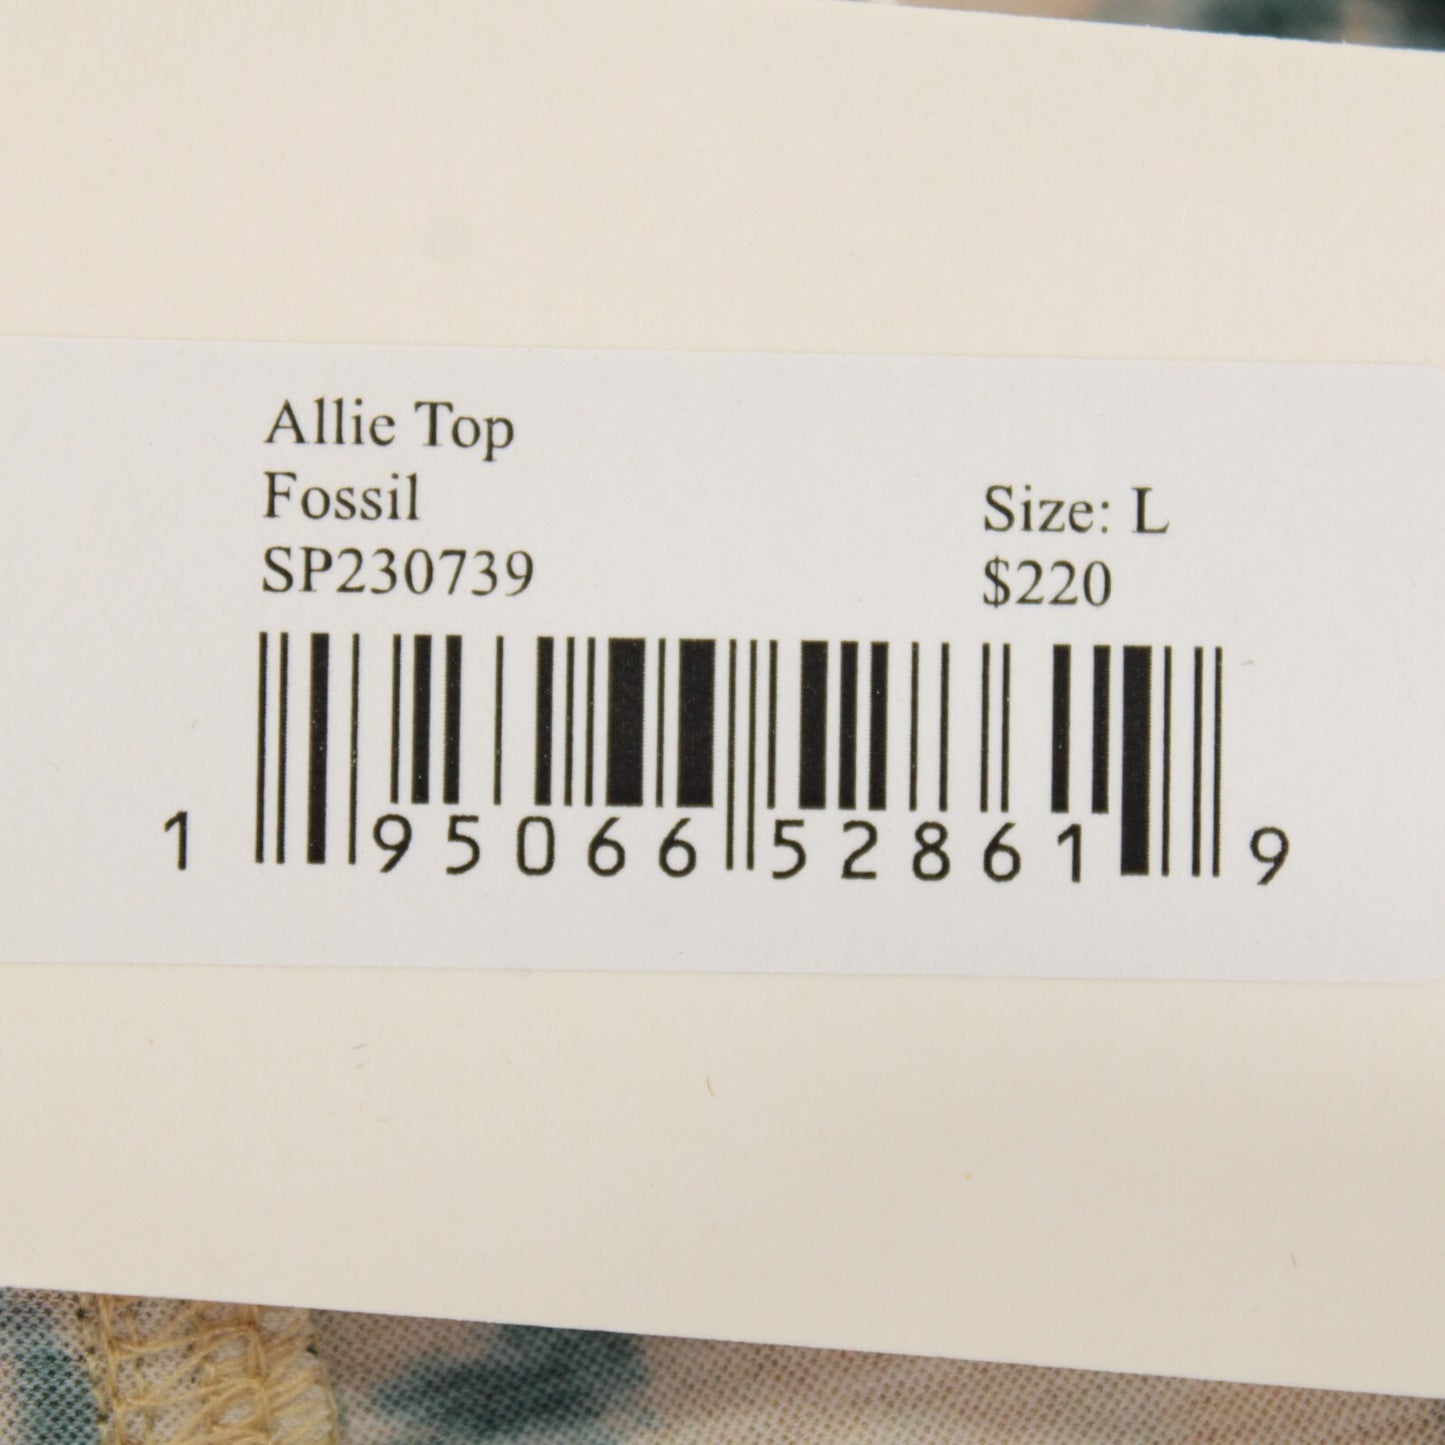 Allie Top
Fossil
Size: L
SP230739
$220
1 95066 52861 9